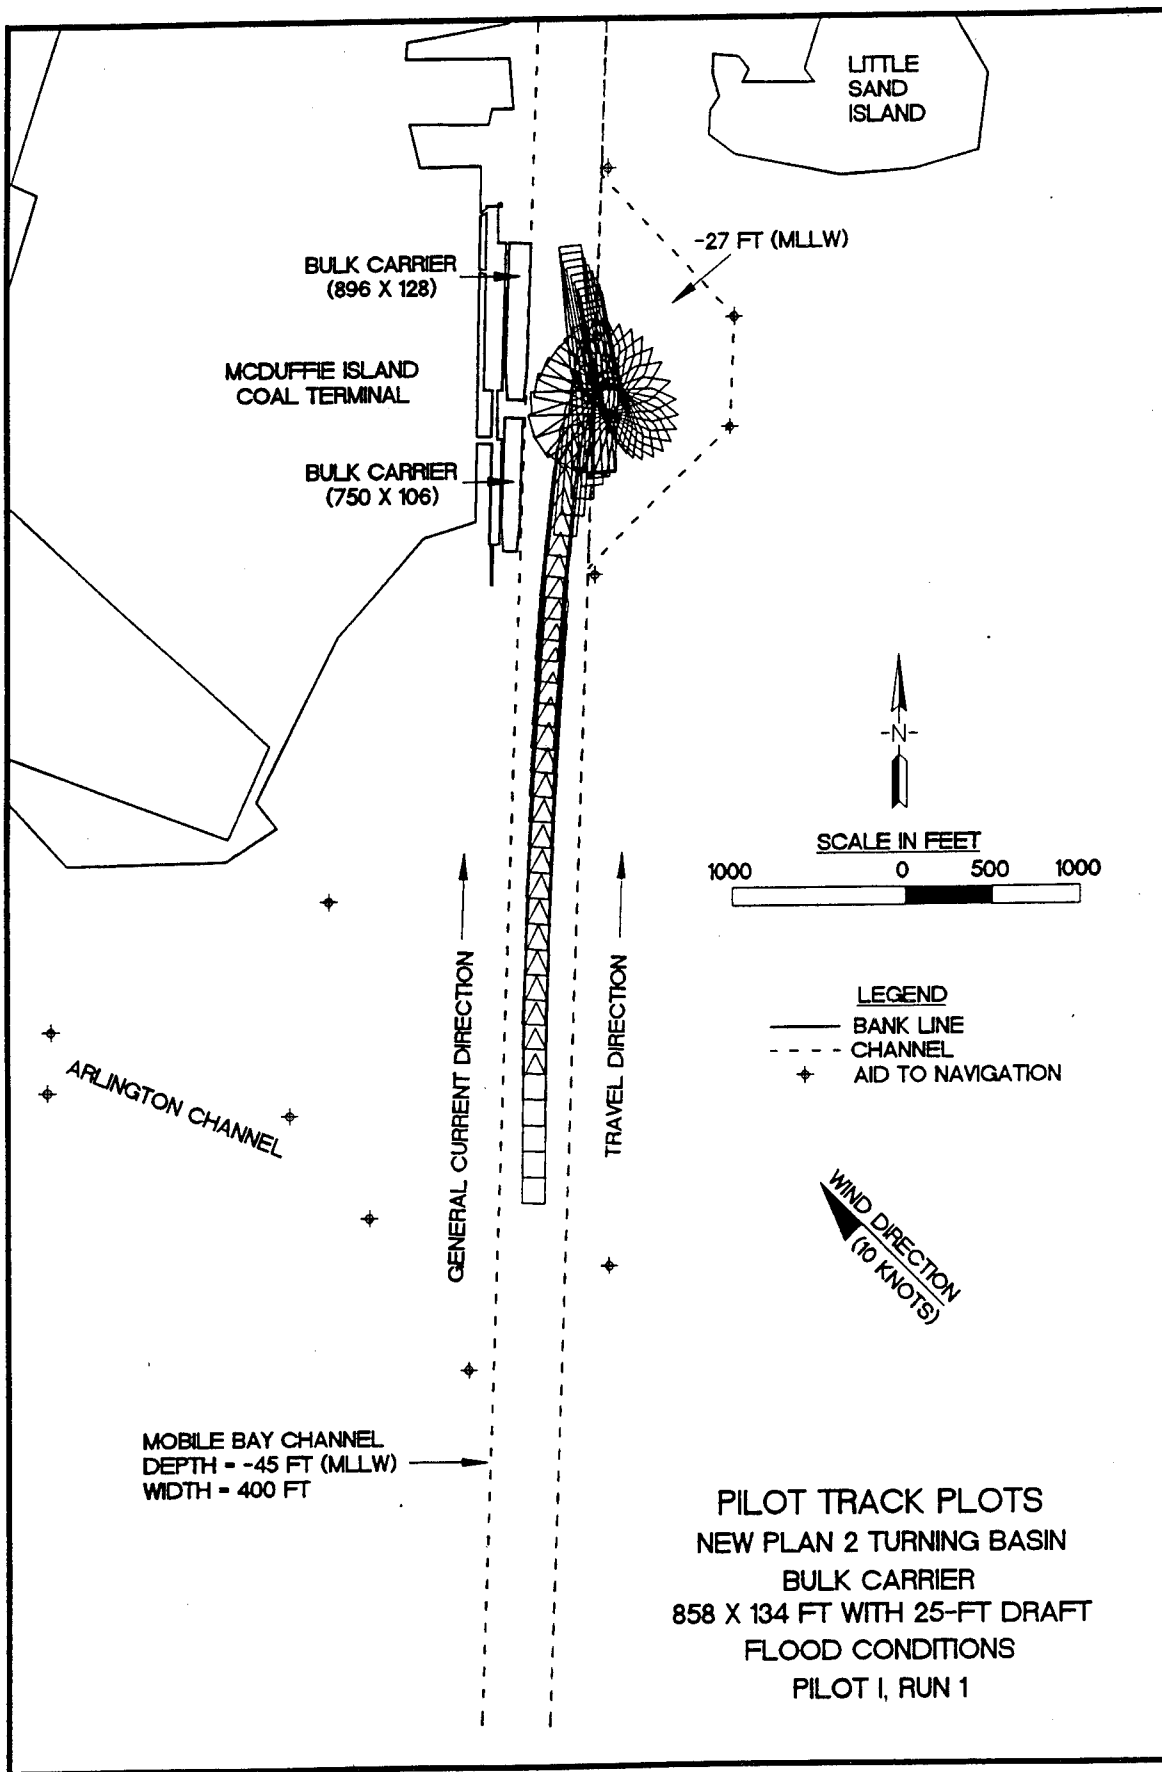 LITTLE
SAND
ISLAND
-27 FT (MLLW)
BULK CARRIER
(896 X 128)
MCDUFFIE ISLAND
COAL TERMINAL
BULK CARRIER
(750 X 106)
-N-
SCALE IN FEET
1000 0 500 1000
GENERAL CURRENT DIRECTION
TRAVEL DIRECTION
LEGEND
BANK LINE
CHANNEL
AID TO NAVIGATION
ARLINGTON CHANNEL
WIND DIRECTION
(10 KNOTS)
MOBILE BAY CHANNEL
DEPTH = -45 FT (MLLW)
WIDTH = 400 FT
PILOT TRACK PLOTS
NEW PLAN 2 TURNING BASIN
BULK CARRIER
858 X 134 FT WITH 25-FT DRAFT
FLOOD CONDITIONS
PILOT I, RUN 1